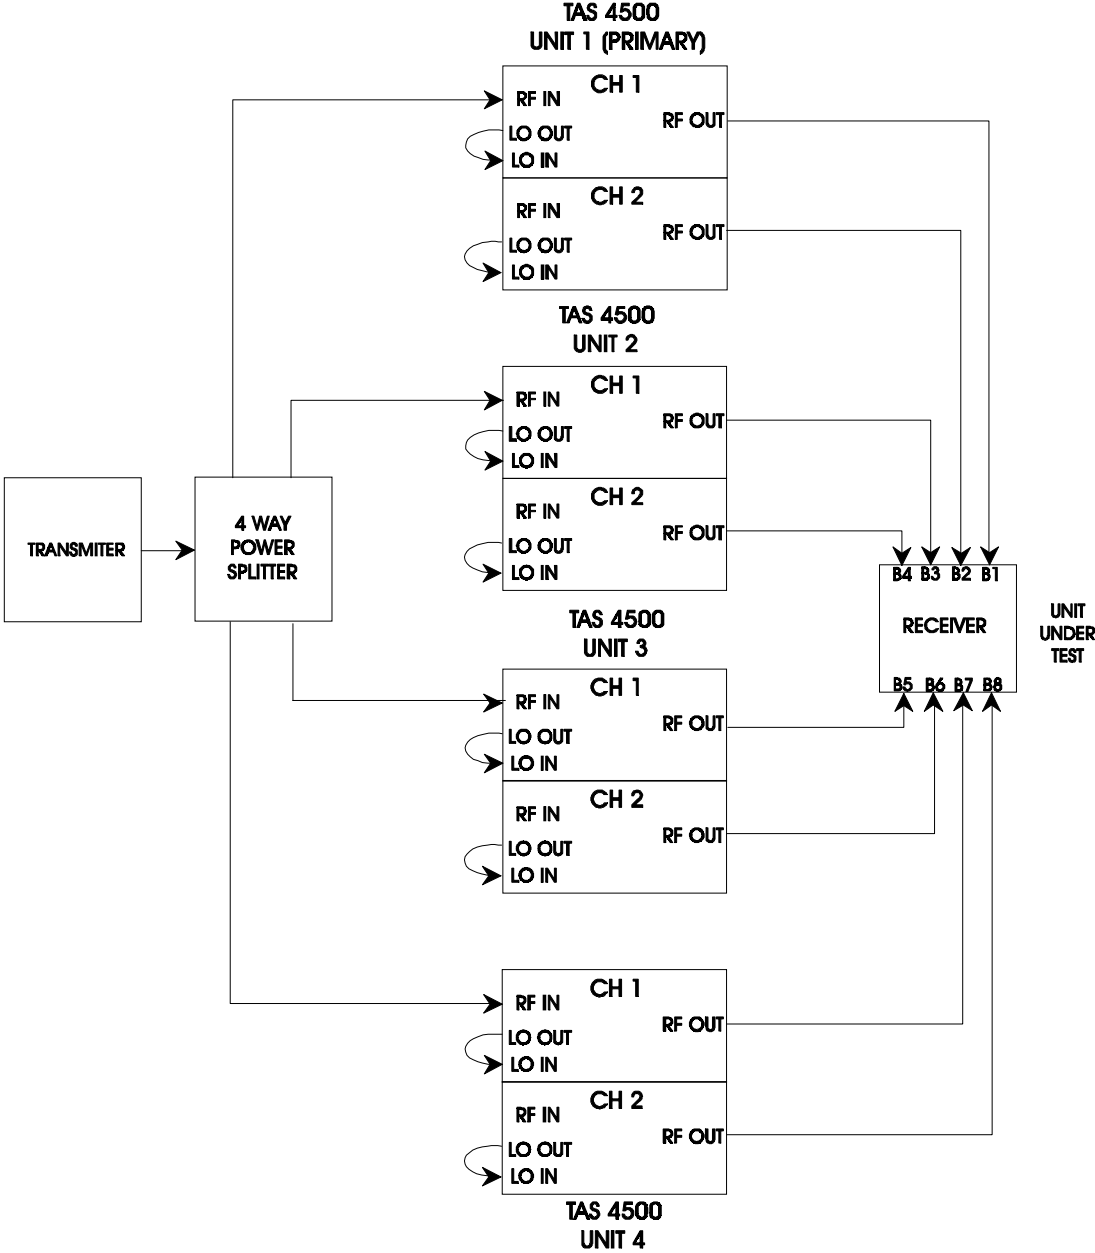 TAS 4500
UNIT 1 (PRIMARY)
CH 1
RF IN
RF OUT
LO OUT
LO IN
CH 2
RF IN
RF OUT
LO OUT
LO IN
TAS 4500
UNIT 2
CH 1
RF IN
RF OUT
LO OUT
LO IN
CH 2
RF IN
RF OUT
LO OUT
LO IN
TRANSMITER
4 WAY
POWER
SPLITTER
B4 B3 B2 B1
RECEIVER
B5 B6 B7 B8
UNIT
UNDER
TEST
TAS 4500
UNIT 3
CH 1
RF IN
RF OUT
LO OUT
LO IN
CH 2
RF IN
RF OUT
LO OUT
LO IN
CH 1
RF IN
RF OUT
LO OUT
LO IN
CH 2
RF IN
RF OUT
LO OUT
LO IN
TAS 4500
UNIT 4